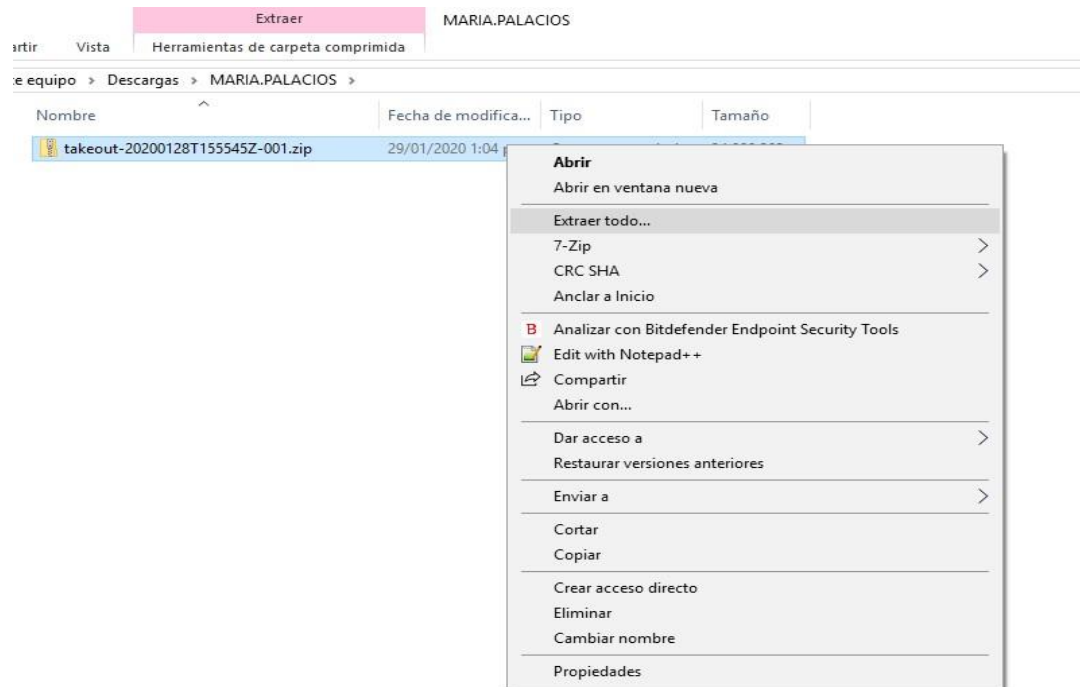 Extraer MARIA.PALACIOS
artir Vista Herramientas de carpeta comprimida
te equipo > Descargas > MARIA.PALACIOS >
Nombre Fecha de modifica... Tipo Tamaño
takeout-20200128T155545Z-001.zip 29/01/2020 1:04
Abrir
Abrir en ventana nueva
Extraer todo...
7-Zip
CRC SHA
Anclar a Inicio
B Analizar con Bitdefender Endpoint Security Tools
Edit with Notepad++
Compartir
Abrir con...
Dar acceso a
Restaurar versiones anteriores
Enviar a
Cortar
Copiar
Crear acceso directo
Eliminar
Cambiar nombre
Propiedades